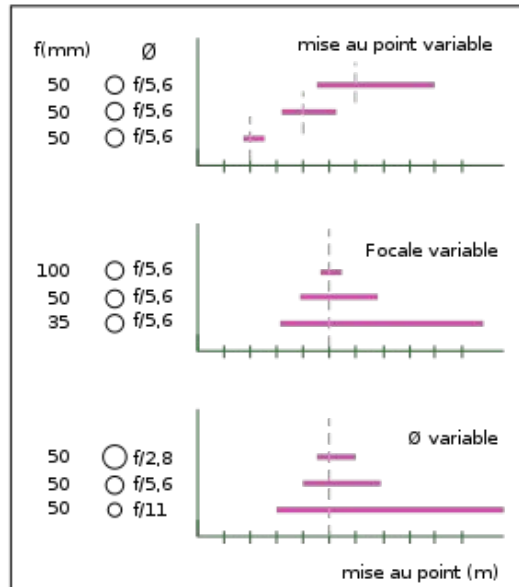 f(mm) Ø mise au point variable
50 f/5,6
50 f/5,6
50 f/5,6
Focale variable
100 f/5,6
50 f/5,6
35 f/5,6
Ø variable
50 f/2,8
50 f/5,6
50 f/11
mise au point (m)